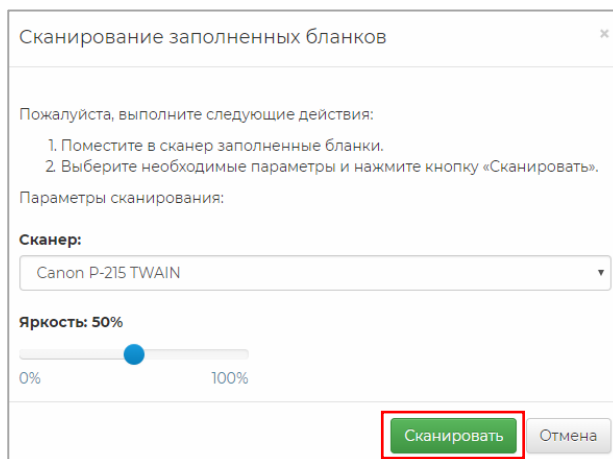 Сканирование заполненных бланков ×
Пожалуйста, выполните следующие действия:
1. Поместите в сканер заполненные бланки.
2. Выберите необходимые параметры и нажмите кнопку «Сканировать».
Параметры сканирования:
Сканер:
Canon P-215 TWAIN
Яркость: 50%
0% 100%
Сканировать Отмена